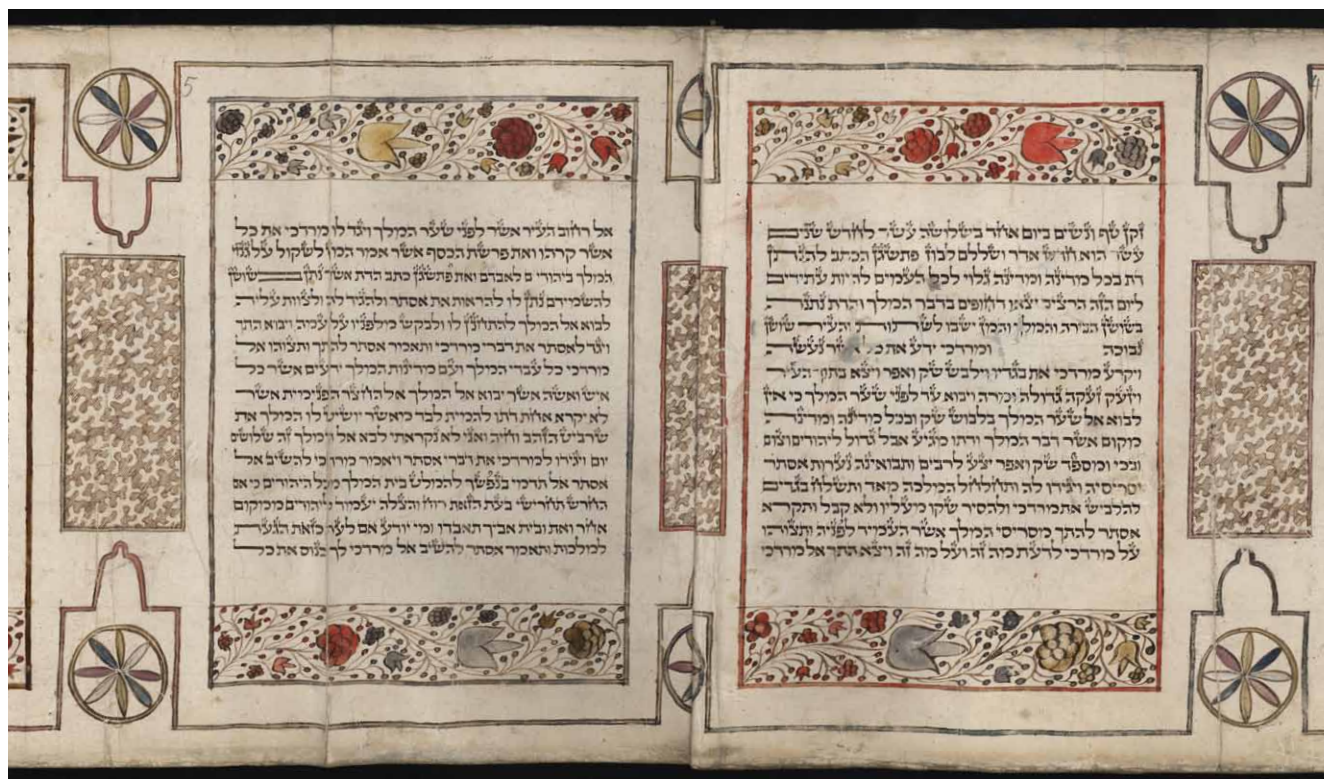 4
זקן טף ונשים ביום אחד בשלושה עשר לחדש שנים
עשר הוא חדש אדר ושללם לבוז פתשגן הכתב להנתן
דת בכל מדינה ומדינה גלוי לכל העמים להיות עתידים
ליום הזה הרצים יצאו דחופים בדבר המלך והדת נתנה
בשושן הבירה והמלך והמן ישבו לשתות והעיר שושן
נבוכה ומרדכי ידע את כל אשר נעשה
ויקרע מרדכי את בגדיו וילבש שק ואפר ויצא בתוך העיר
ויזעק זעקה גדולה ומרה ויבוא עד לפני שער המלך כי אין
לבוא אל שער המלך בלבוש שק ובכל מדינה ומדינה
מקום אשר דבר המלך ודתו מגיע אבל גדול ליהודים וצום
ובכי ומספד שק ואפר יצע לרבים ותבואינה נערות אסתר
וסריסיה ויגידו לה ותתחלחל המלכה מאד ותשלח בגדים
להלביש את מרדכי ולהסיר שקו מעליו ולא קבל ותקרא
אסתר להתך מסריסי המלך אשר העמיד לפניה ותצוהו
על מרדכי לדעת מה זה ועל מה זה ויצא התך אל מרדכי
5
אל רחוב העיר אשר לפני שער המלך ויגד לו מרדכי את כל
אשר קרהו ואת פרשת הכסף אשר אמר המן לשקול על גנזי
המלך ביהודים לאבדם ואת פתשגן כתב הדת אשר נתן בשושן
להשמידם נתן לו להראות את אסתר ולהגיד לה ולצוות עליה
לבוא אל המלך להתחנן לו ולבקש מלפניו על עמה ויבוא התך
ויגד לאסתר את דברי מרדכי ותאמר אסתר להתך ותצוהו אל
מרדכי כל עבדי המלך ועם מדינות המלך ידעים אשר כל
איש ואשה אשר יבוא אל המלך אל החצר הפנימית אשר
לא יקרא אחת דתו להמית לבד מאשר יושיט לו המלך את
שרביט הזהב וחיה ואני לא נקראתי לבא אל המלך זה שלושים
יום ויגידו למרדכי את דברי אסתר ויאמר מרדכי להשיב אל
אסתר אל תדמי בנפשך להמלט בית המלך מכל היהודים כי אם
החרש תחרישי בעת הזאת רוח והצלה יעמוד ליהודים ממקום
אחר ואת ובית אביך תאבדו ומי יודע אם לעת כזאת הגעת
למלכות ותאמר אסתר להשיב אל מרדכי לך כנוס את כל